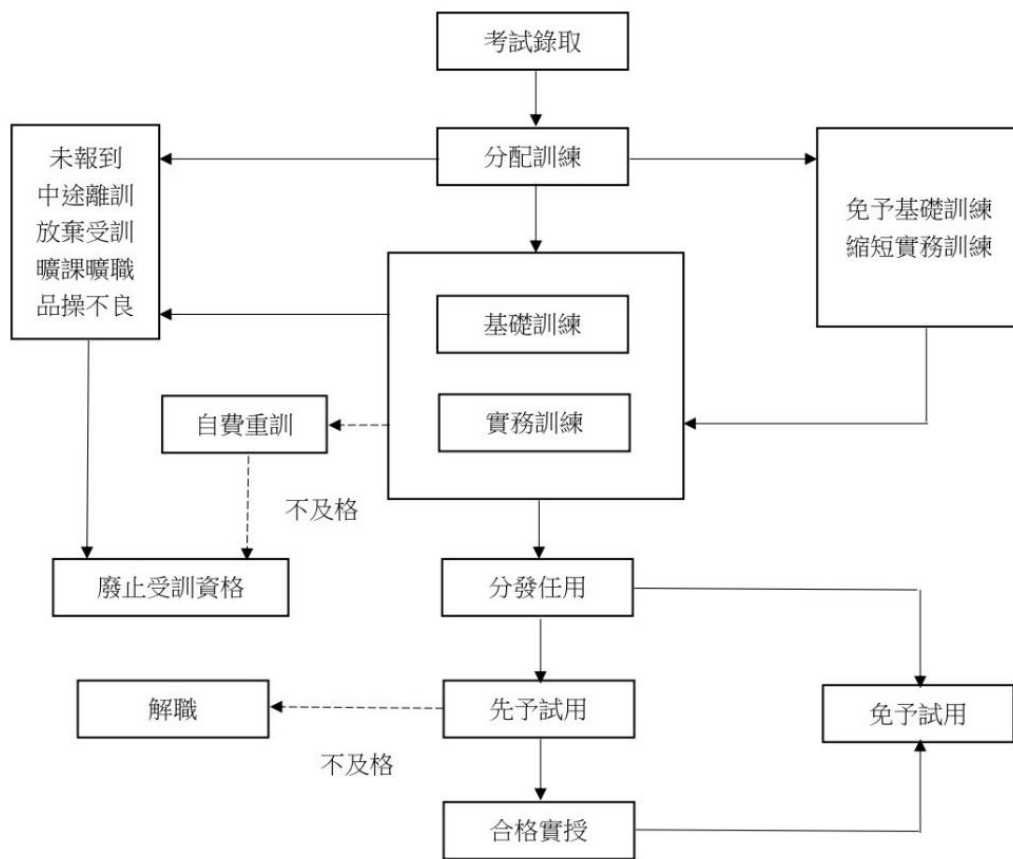 考試錄取
分配訓練
未報到
中途離訓
放棄受訓
曠課曠職
品操不良
免予基礎訓練
縮短實務訓練
基礎訓練
實務訓練
自費重訓
不及格
廢止受訓資格
分發任用
解職
先予試用
免予試用
不及格
合格實授